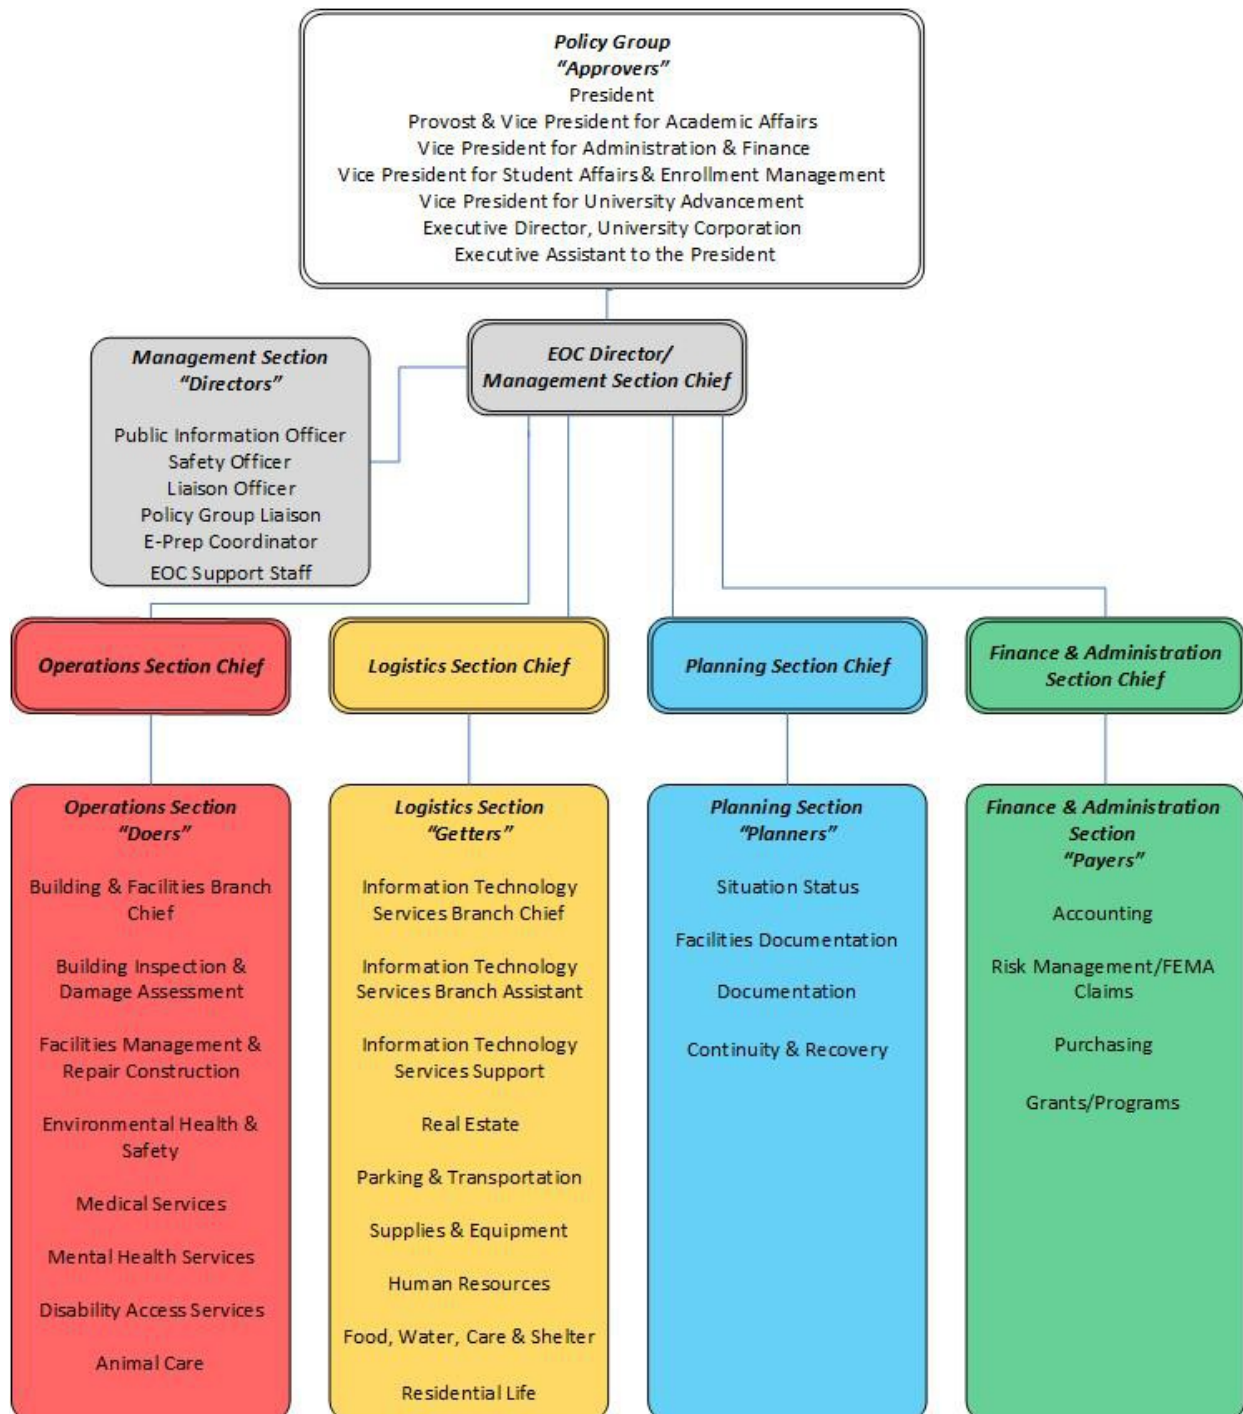 Policy Group
“Approvers”
President
Provost & Vice President for Academic Affairs
Vice President for Administration & Finance
Vice President for Student Affairs & Enrollment Management
Vice President for University Advancement
Executive Director, University Corporation
Executive Assistant to the President
EOC Director/
Management Section Chief
Management Section
“Directors”
Public Information Officer
Safety Officer
Liaison Officer
Policy Group Liaison
E-Prep Coordinator
EOC Support Staff
Operations Section Chief
Logistics Section Chief
Planning Section Chief
Finance & Administration
Section Chief
Operations Section
“Doers”
Building & Facilities Branch
Chief
Building Inspection &
Damage Assessment
Facilities Management &
Repair Construction
Environmental Health &
Safety
Medical Services
Mental Health Services
Disability Access Services
Animal Care
Logistics Section
“Getters”
Information Technology
Services Branch Chief
Information Technology
Services Branch Assistant
Information Technology
Services Support
Real Estate
Parking & Transportation
Supplies & Equipment
Human Resources
Food, Water, Care & Shelter
Residential Life
Planning Section
“Planners”
Situation Status
Facilities Documentation
Documentation
Continuity & Recovery
Finance & Administration
Section
“Payers”
Accounting
Risk Management/FEMA
Claims
Purchasing
Grants/Programs